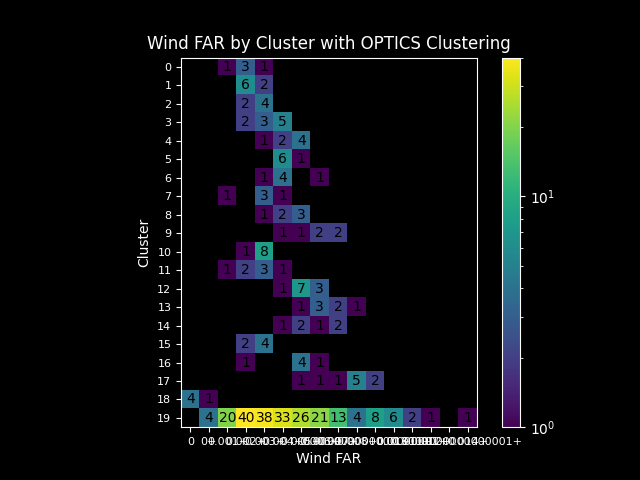 Wind FAR by Cluster with OPTICS Clustering
0 1 3 1
1 6 2
2 2 4
3 2 3 5
4 1 2 4
5 6 1
6 1 4 1
7 1 3 1
8 1 2 3
9 1 1 2 2
10 1 8
11 1 2 3 1
12 1 7 3
13 1 3 2 1
14 1 2 1 2
15 2 4
16 1 4 1
17 1 1 1 5 2
18 4 1
19 4 20 40 38 33 26 21 13 4 8 6 2 1 1
0
Cluster
Wind FAR
10¹
10⁰